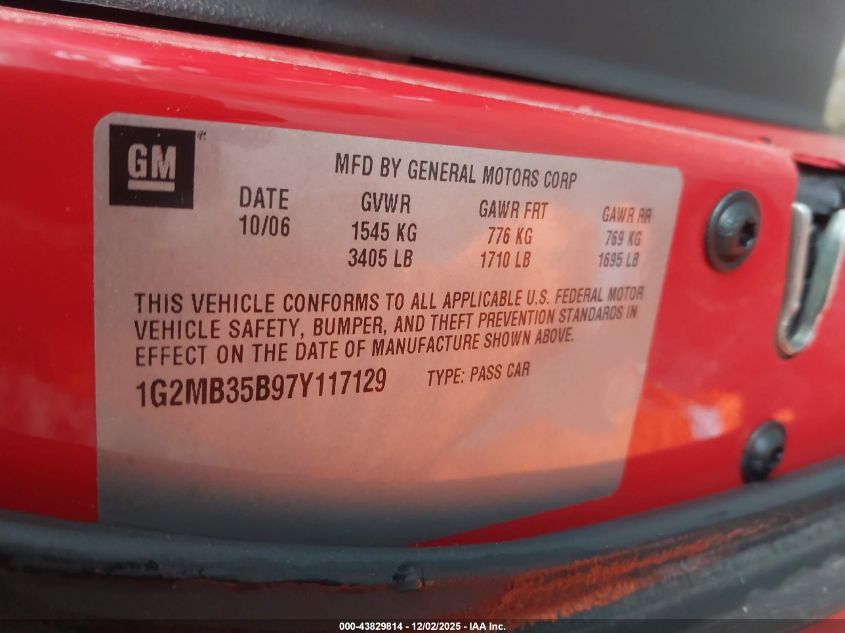 GM
MFD BY GENERAL MOTORS CORP
DATE GVWR GAWR FRT GAWR RR
10/06 1545 KG 776 KG 769 KG
3405 LB 1710 LB 1695 LB
THIS VEHICLE CONFORMS TO ALL APPLICABLE U.S. FEDERAL MOTOR
VEHICLE SAFETY, BUMPER, AND THEFT PREVENTION STANDARDS IN
EFFECT ON THE DATE OF MANUFACTURE SHOWN ABOVE.
1G2MB35B97Y117129 TYPE: PASS CAR
000-43829814 - 12/02/2025 - IAA Inc.